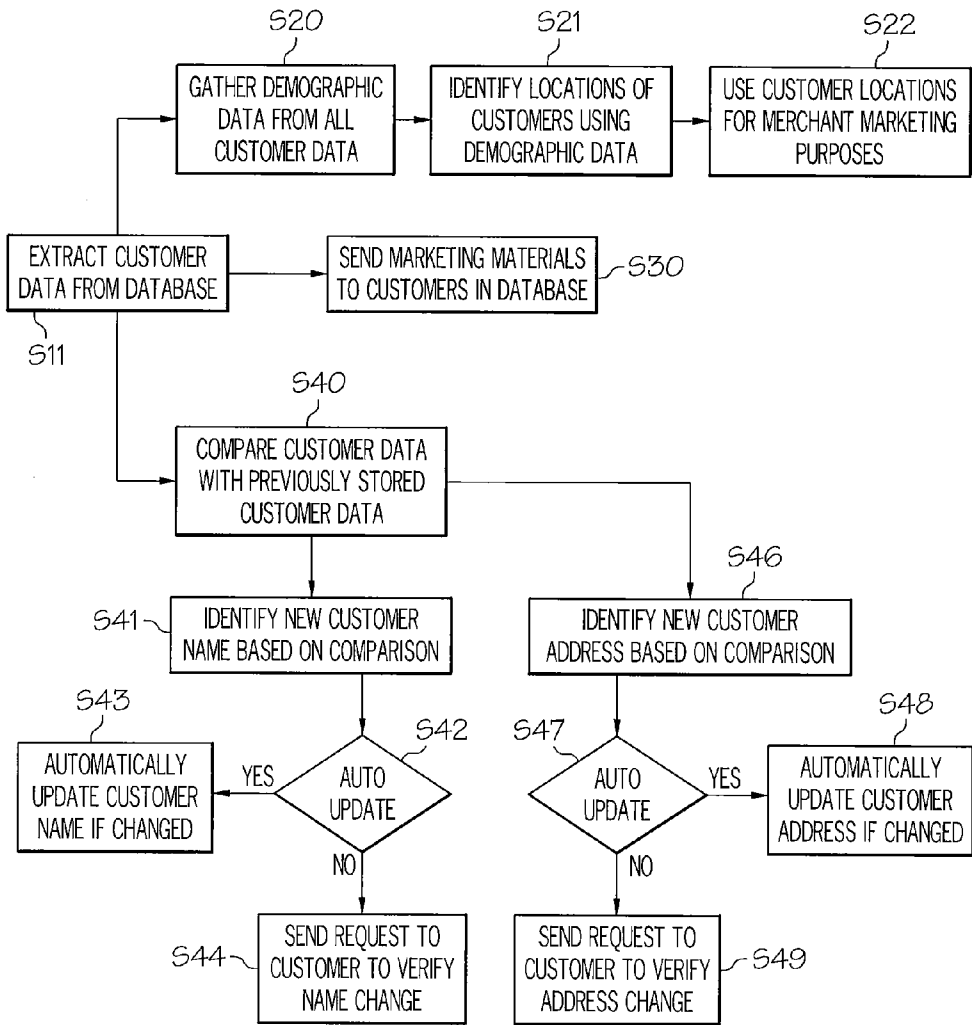 S20
GATHER DEMOGRAPHIC
DATA FROM ALL
CUSTOMER DATA
S21
IDENTIFY LOCATIONS OF
CUSTOMERS USING
DEMOGRAPHIC DATA
S22
USE CUSTOMER LOCATIONS
FOR MERCHANT MARKETING
PURPOSES
EXTRACT CUSTOMER
DATA FROM DATABASE
S11
SEND MARKETING MATERIALS
TO CUSTOMERS IN DATABASE
S30
S40
COMPARE CUSTOMER DATA
WITH PREVIOUSLY STORED
CUSTOMER DATA
S41
IDENTIFY NEW CUSTOMER
NAME BASED ON COMPARISON
S46
IDENTIFY NEW CUSTOMER
ADDRESS BASED ON COMPARISON
S43
AUTOMATICALLY
UPDATE CUSTOMER
NAME IF CHANGED
YES
S42
AUTO
UPDATE
NO
S47
AUTO
UPDATE
YES
NO
S48
AUTOMATICALLY
UPDATE CUSTOMER
ADDRESS IF CHANGED
S44
SEND REQUEST TO
CUSTOMER TO VERIFY
NAME CHANGE
SEND REQUEST TO
CUSTOMER TO VERIFY
ADDRESS CHANGE
S49